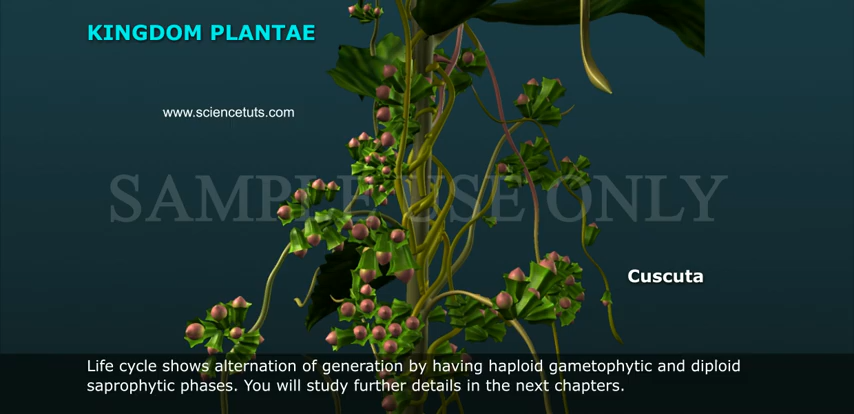 KINGDOM PLANTAE
www.sciencetuts.com
SAMPLE USE ONLY
Cuscuta
Life cycle shows alternation of generation by having haploid gametophytic and diploid
saprophytic phases. You will study further details in the next chapters.